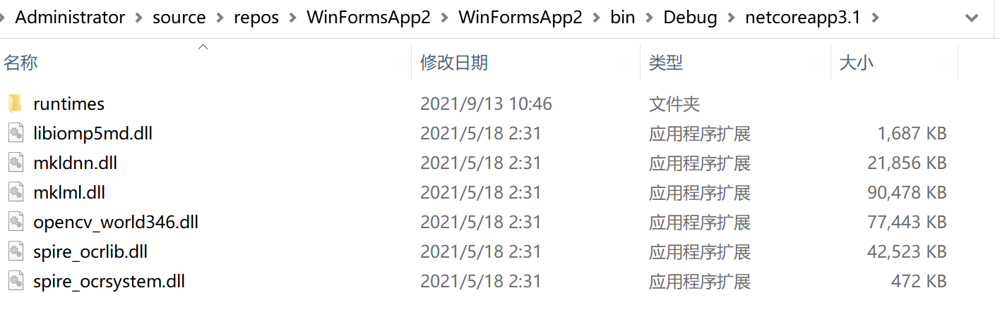 Administrator > source > repos > WinFormsApp2 > WinFormsApp2 > bin > Debug > netcoreapp3.1 >
名称 修改日期 类型 大小
runtimes 2021/9/13 10:46 文件夹
libiomp5md.dll 2021/5/18 2:31 应用程序扩展 1,687 KB
mkldnn.dll 2021/5/18 2:31 应用程序扩展 21,856 KB
mklml.dll 2021/5/18 2:31 应用程序扩展 90,478 KB
opencv_world346.dll 2021/5/18 2:31 应用程序扩展 77,443 KB
spire_ocrlib.dll 2021/5/18 2:31 应用程序扩展 42,523 KB
spire_ocrsystem.dll 2021/5/18 2:31 应用程序扩展 472 KB